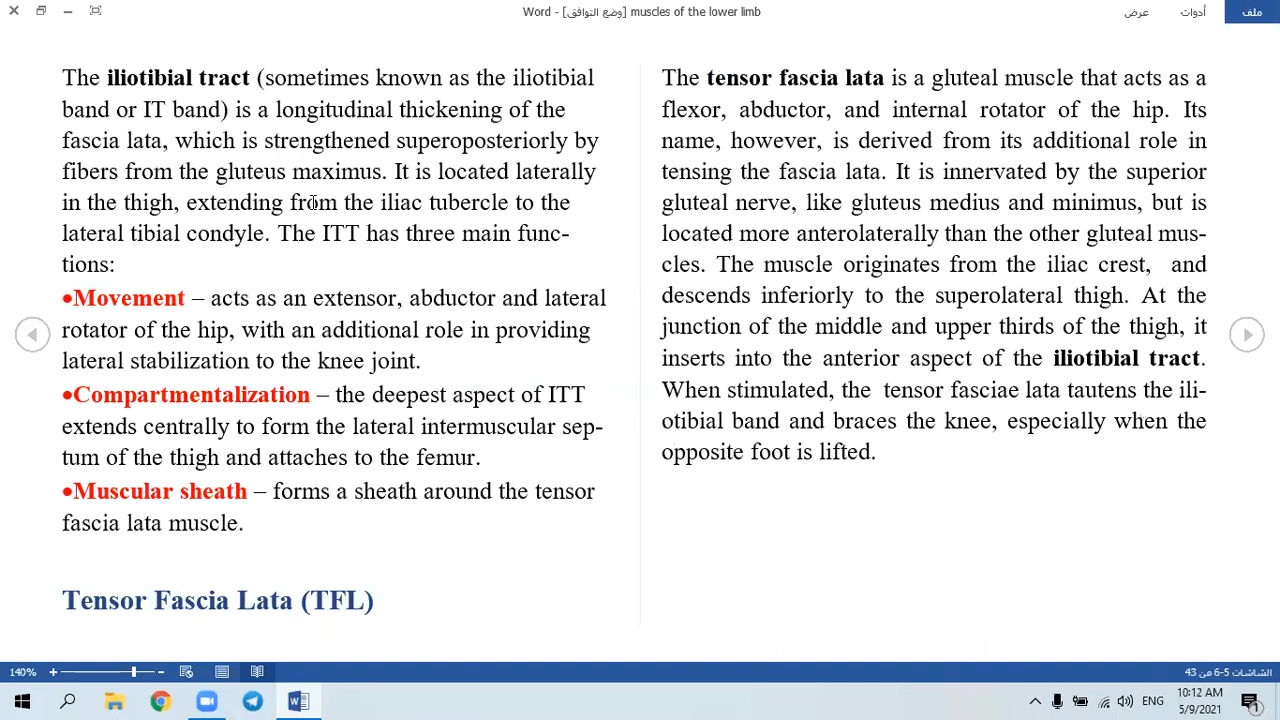 muscles of the lower limb [وضع التوافق] - Word
ملف
أدوات
عرض
The iliotibial tract (sometimes known as the iliotibial
band or IT band) is a longitudinal thickening of the
fascia lata, which is strengthened superoposteriorly by
fibers from the gluteus maximus. It is located laterally
in the thigh, extending from the iliac tubercle to the
lateral tibial condyle. The ITT has three main func-
tions:
•Movement – acts as an extensor, abductor and lateral
rotator of the hip, with an additional role in providing
lateral stabilization to the knee joint.
•Compartmentalization – the deepest aspect of ITT
extends centrally to form the lateral intermuscular sep-
tum of the thigh and attaches to the femur.
•Muscular sheath – forms a sheath around the tensor
fascia lata muscle.
Tensor Fascia Lata (TFL)
The tensor fascia lata is a gluteal muscle that acts as a
flexor, abductor, and internal rotator of the hip. Its
name, however, is derived from its additional role in
tensing the fascia lata. It is innervated by the superior
gluteal nerve, like gluteus medius and minimus, but is
located more anterolaterally than the other gluteal mus-
cles. The muscle originates from the iliac crest, and
descends inferiorly to the superolateral thigh. At the
junction of the middle and upper thirds of the thigh, it
inserts into the anterior aspect of the iliotibial tract.
When stimulated, the tensor fasciae lata tautens the ili-
otibial band and braces the knee, especially when the
opposite foot is lifted.
140%
الشاشات 5-6 من 43
ENG
10:12 AM
5/9/2021
1